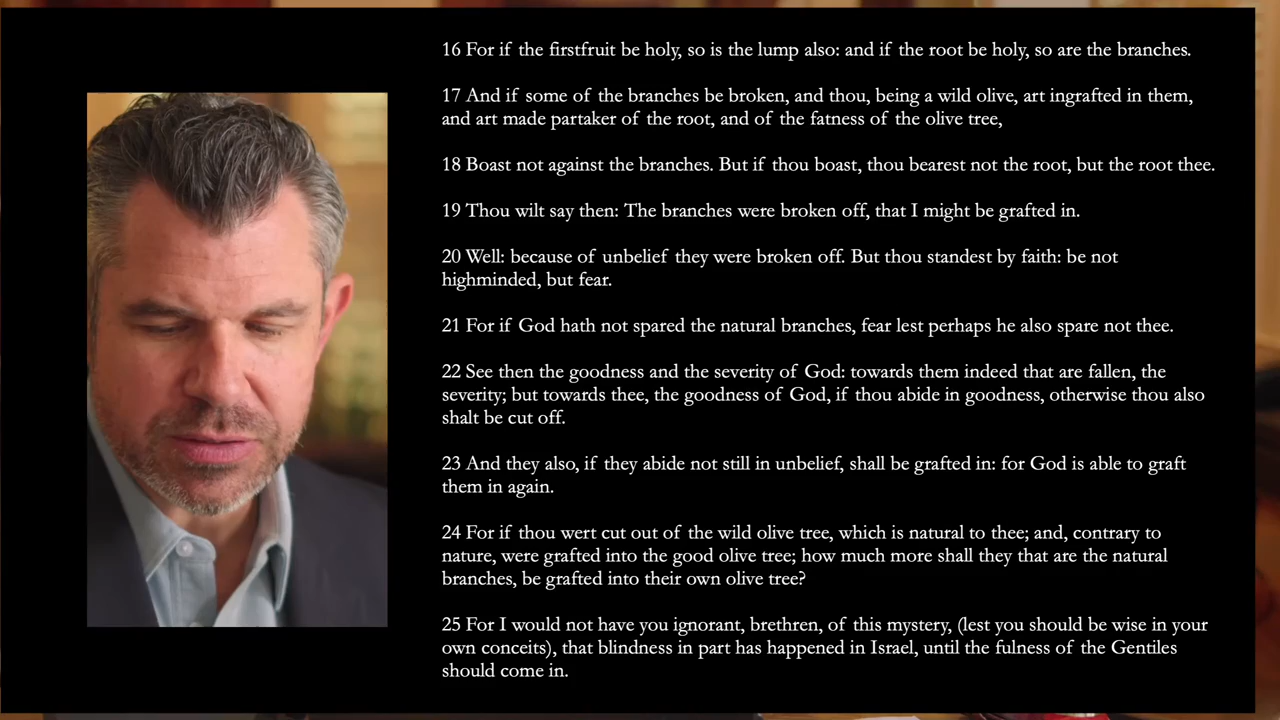 16 For if the firstfruit be holy, so is the lump also: and if the root be holy, so are the branches.
17 And if some of the branches be broken, and thou, being a wild olive, art ingrafted in them,
and art made partaker of the root, and of the fatness of the olive tree,
18 Boast not against the branches. But if thou boast, thou bearest not the root, but the root thee.
19 Thou wilt say then: The branches were broken off, that I might be grafted in.
20 Well: because of unbelief they were broken off. But thou standest by faith: be not
highminded, but fear.
21 For if God hath not spared the natural branches, fear lest perhaps he also spare not thee.
22 See then the goodness and the severity of God: towards them indeed that are fallen, the
severity; but towards thee, the goodness of God, if thou abide in goodness, otherwise thou also
shalt be cut off.
23 And they also, if they abide not still in unbelief, shall be grafted in: for God is able to graft
them in again.
24 For if thou wert cut out of the wild olive tree, which is natural to thee; and, contrary to
nature, were grafted into the good olive tree; how much more shall they that are the natural
branches, be grafted into their own olive tree?
25 For I would not have you ignorant, brethren, of this mystery, (lest you should be wise in your
own conceits), that blindness in part has happened in Israel, until the fulness of the Gentiles
should come in.